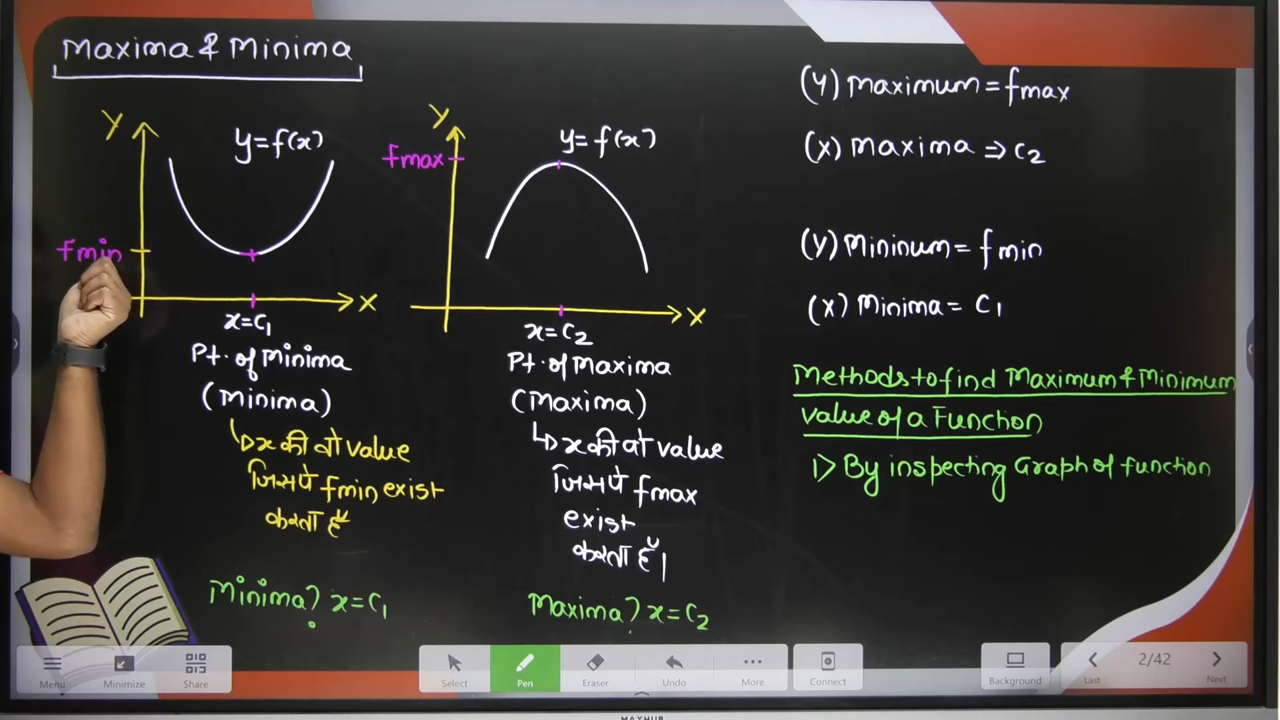 Maxima & Minima
Y
y=f(x)
fmin
X
x=C1
Pt. of Minima
(Minima)
↳ x की वो value
जिसपे fmin exist
करता है
Minima? x=C1
Y
y=f(x)
fmax
X
x=C2
Pt. of Maxima
(Maxima)
↳ x की वो value
जिसपे fmax
exist
करता है।
Maxima? x=C2
(Y) Maximum = fmax
(X) Maxima ⇒ C2
(Y) Mininum = fmin
(X) Minima = C1
Methods to find Maximum & Minimum
value of a Function
1> By inspecting Graph of function
Menu
Minimize
Share
Select
Pen
Eraser
Undo
More
Connect
Background
Last
2/42
Next
MAXHUB